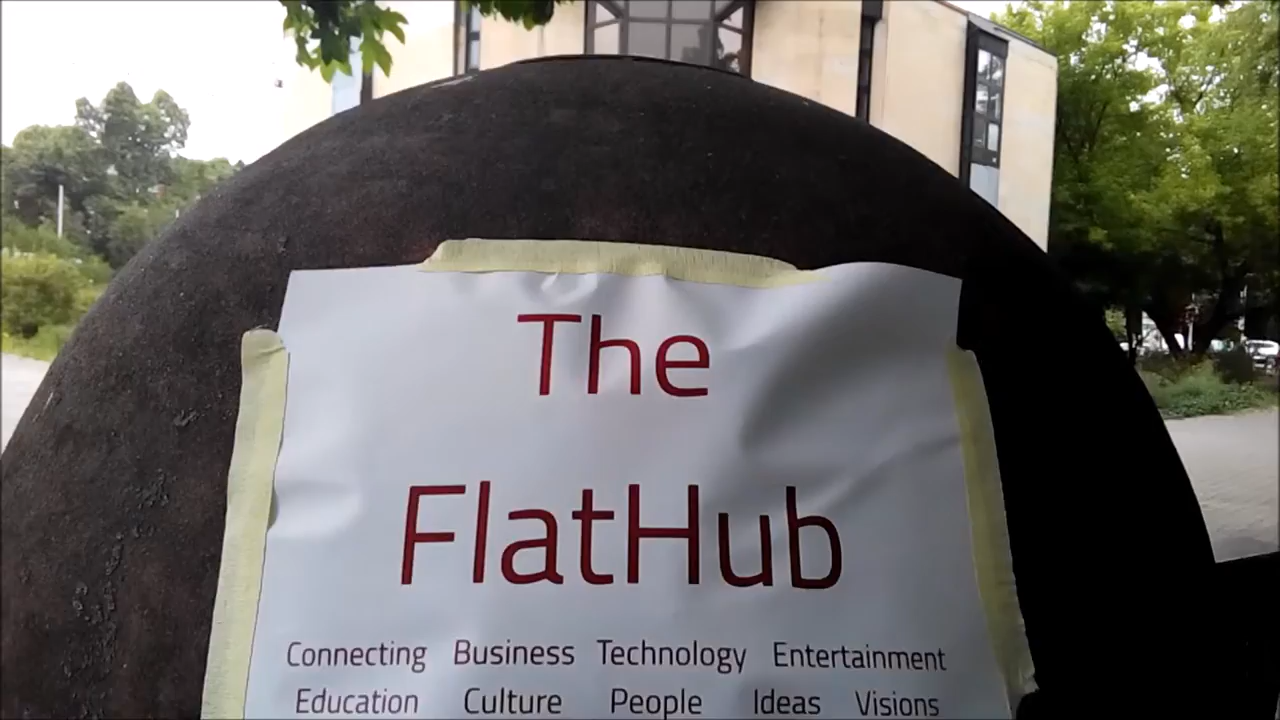 The
FlatHub
Connecting Business Technology Entertainment
Education Culture People Ideas Visions